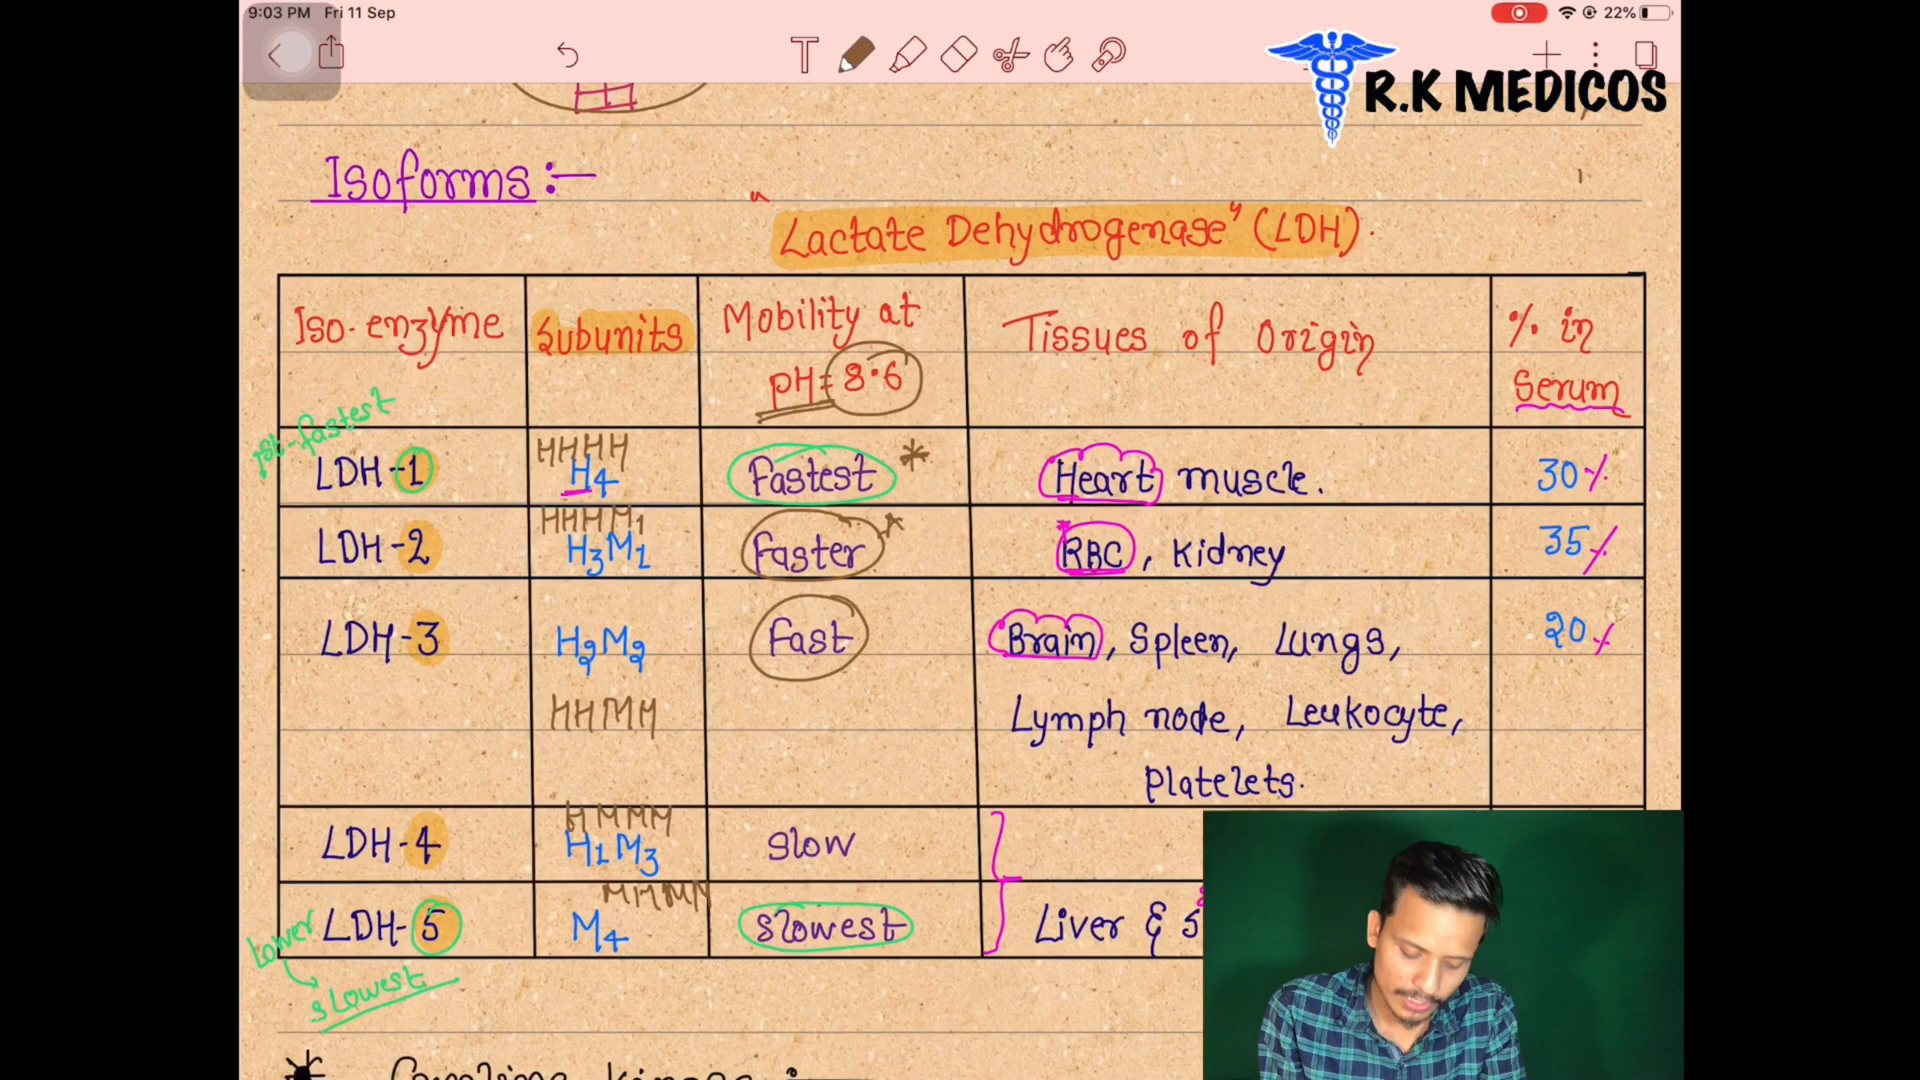 9:03 PM Fri 11 Sep
22%
T
R.K MEDICOS
Isoforms :-
"Lactate Dehydrogenase" (LDH).
Iso-enzyme
Subunits
Mobility at
pH= 8.6
Tissues of Origin
% in
Serum
1st-fastest
LDH-1
HHHH
H4
Fastest *
Heart muscle.
30%
LDH-2
HHHM1
H3M1
Faster *
* RBC, Kidney
35%
LDH-3
H2M2
HHMM
Fast
Brain, Spleen, Lungs,
Lymph node, Leukocyte,
Platelets.
20%
LDH-4
HMMM
H1M3
Slow
LDH-5
MMMM
M4
Slowest
Liver &
Lower
slowest